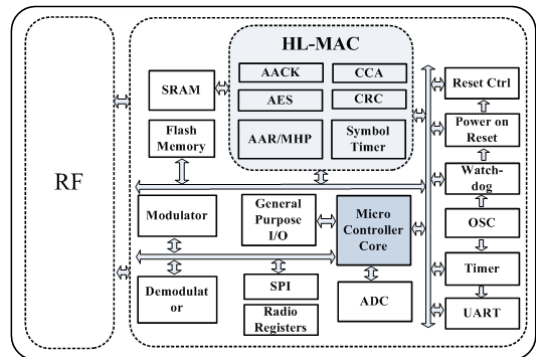 RF
HL-MAC
AACK
CCA
AES
CRC
AAR/MHP
Symbol
Timer
SRAM
Flash
Memory
Reset Ctrl
Power on
Reset
Watch-
dog
OSC
Timer
UART
Modulator
General
Purpose
I/O
Micro
Controller
Core
Demodulat
or
SPI
Radio
Registers
ADC